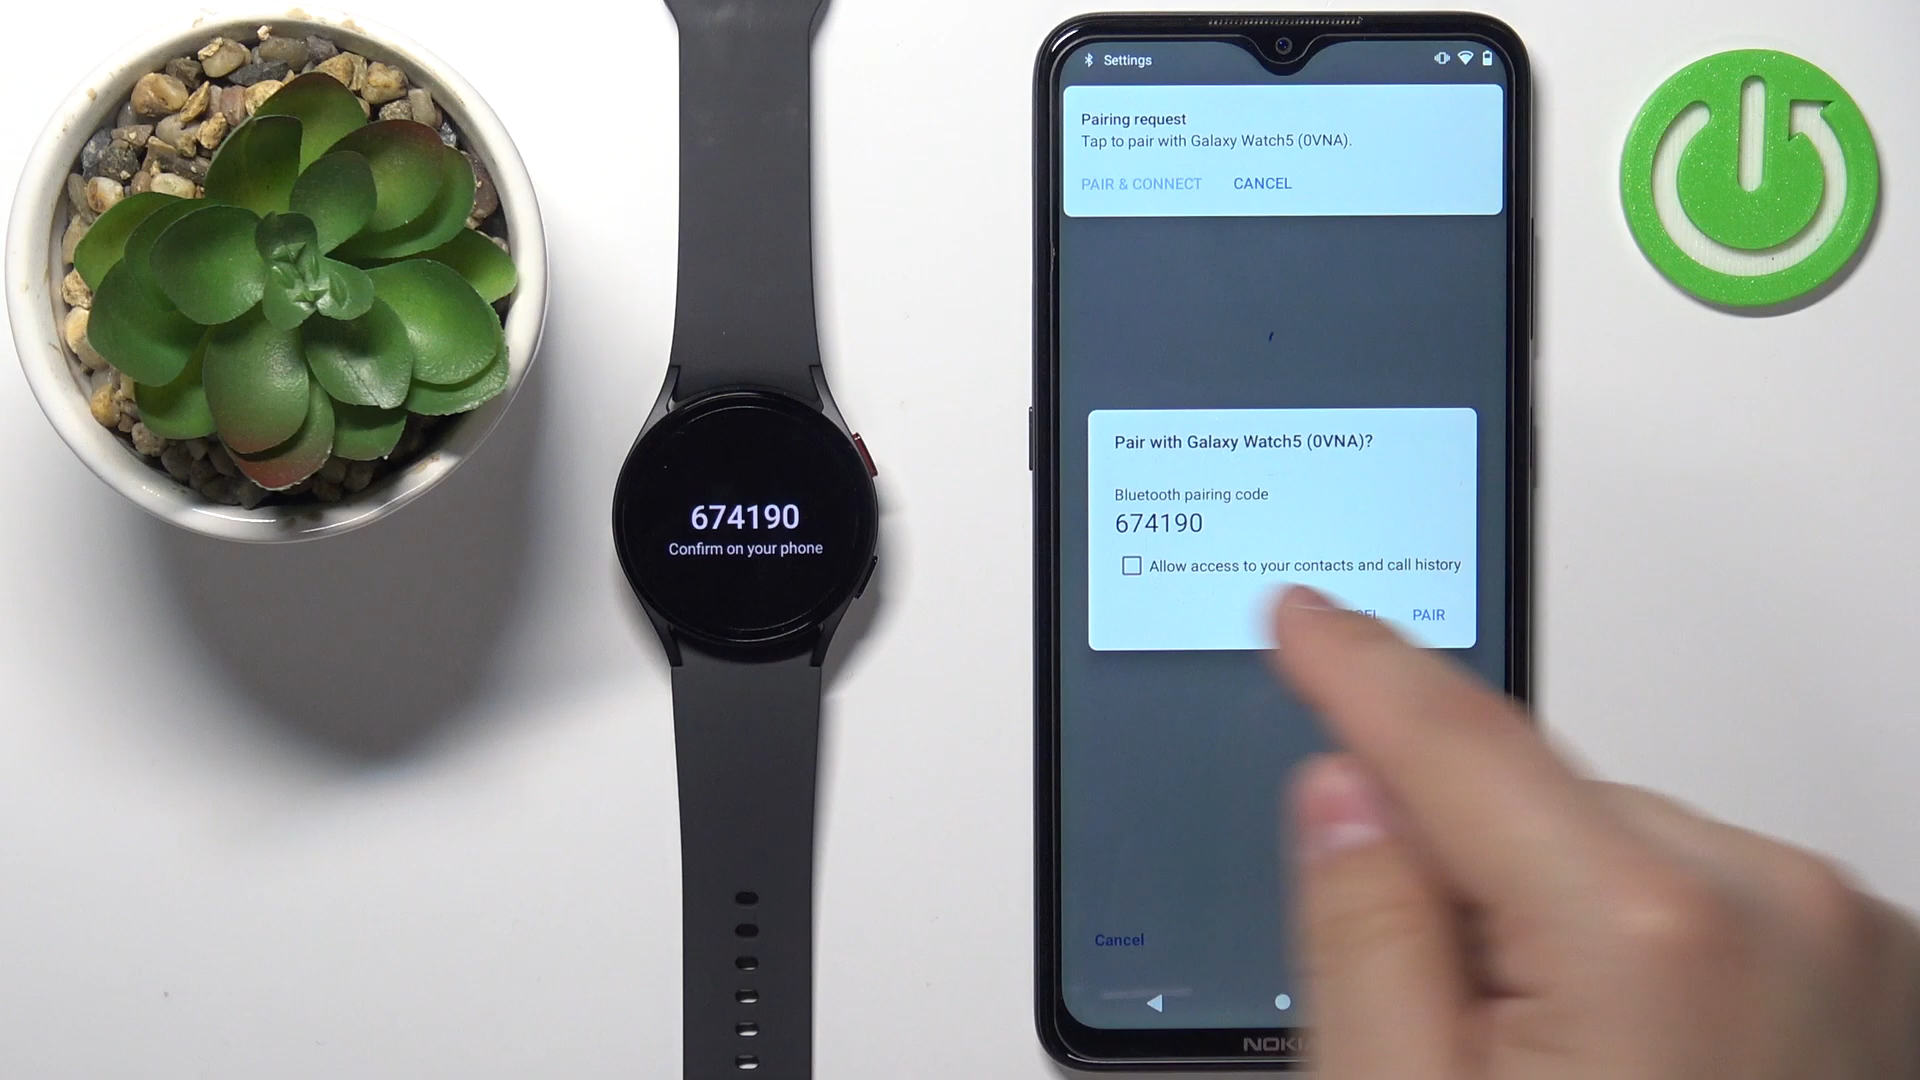 674190
Confirm on your phone
Settings
Pairing request
Tap to pair with Galaxy Watch5 (0VNA).
PAIR & CONNECT CANCEL
Pair with Galaxy Watch5 (0VNA)?
Bluetooth pairing code
674190
Allow access to your contacts and call history
PAIR
Cancel